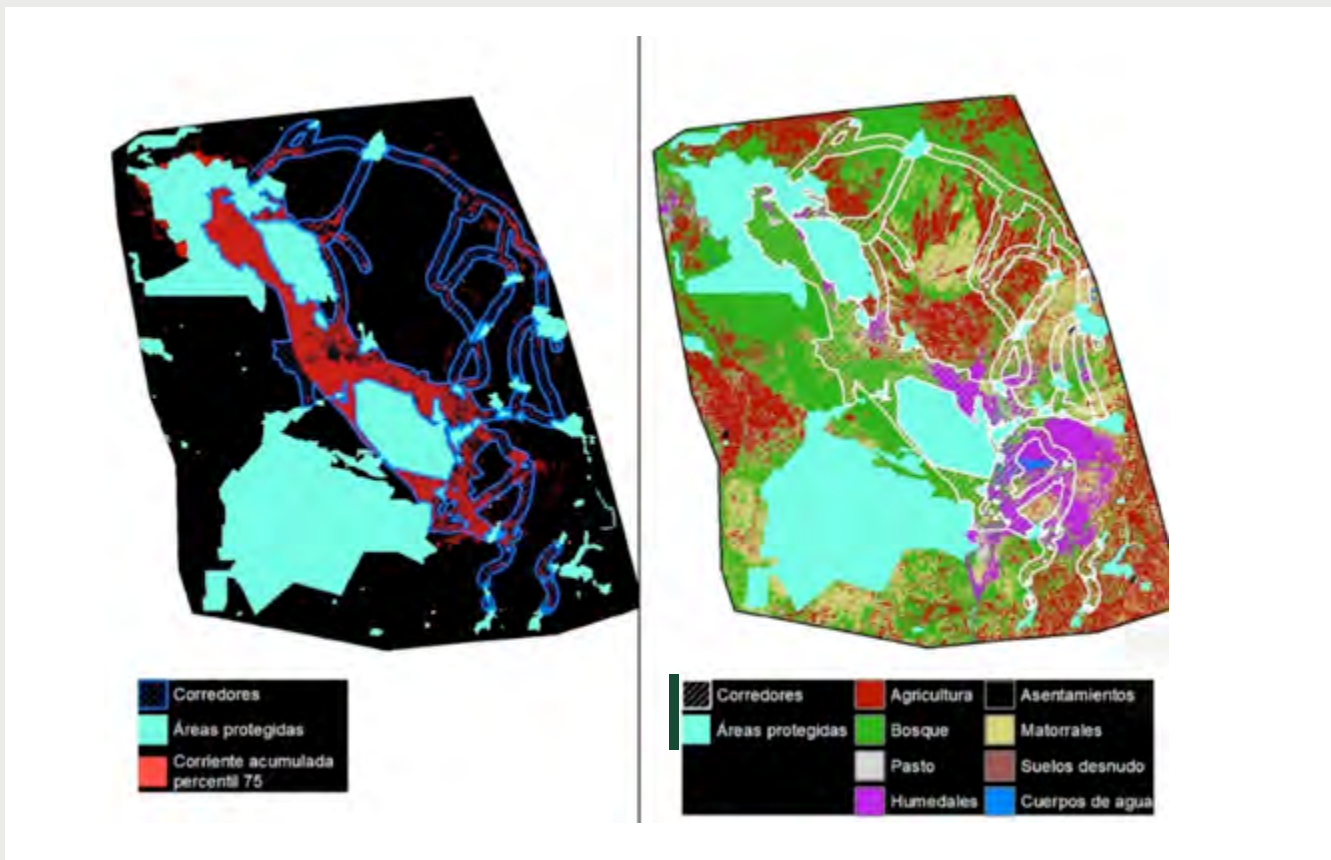 Corredores
Áreas protegidas
Corriente acumulada
percentil 75
Corredores
Áreas protegidas
Agricultura
Bosque
Pasto
Humedales
Asentamientos
Matorrales
Suelos desnudo
Cuerpos de agua